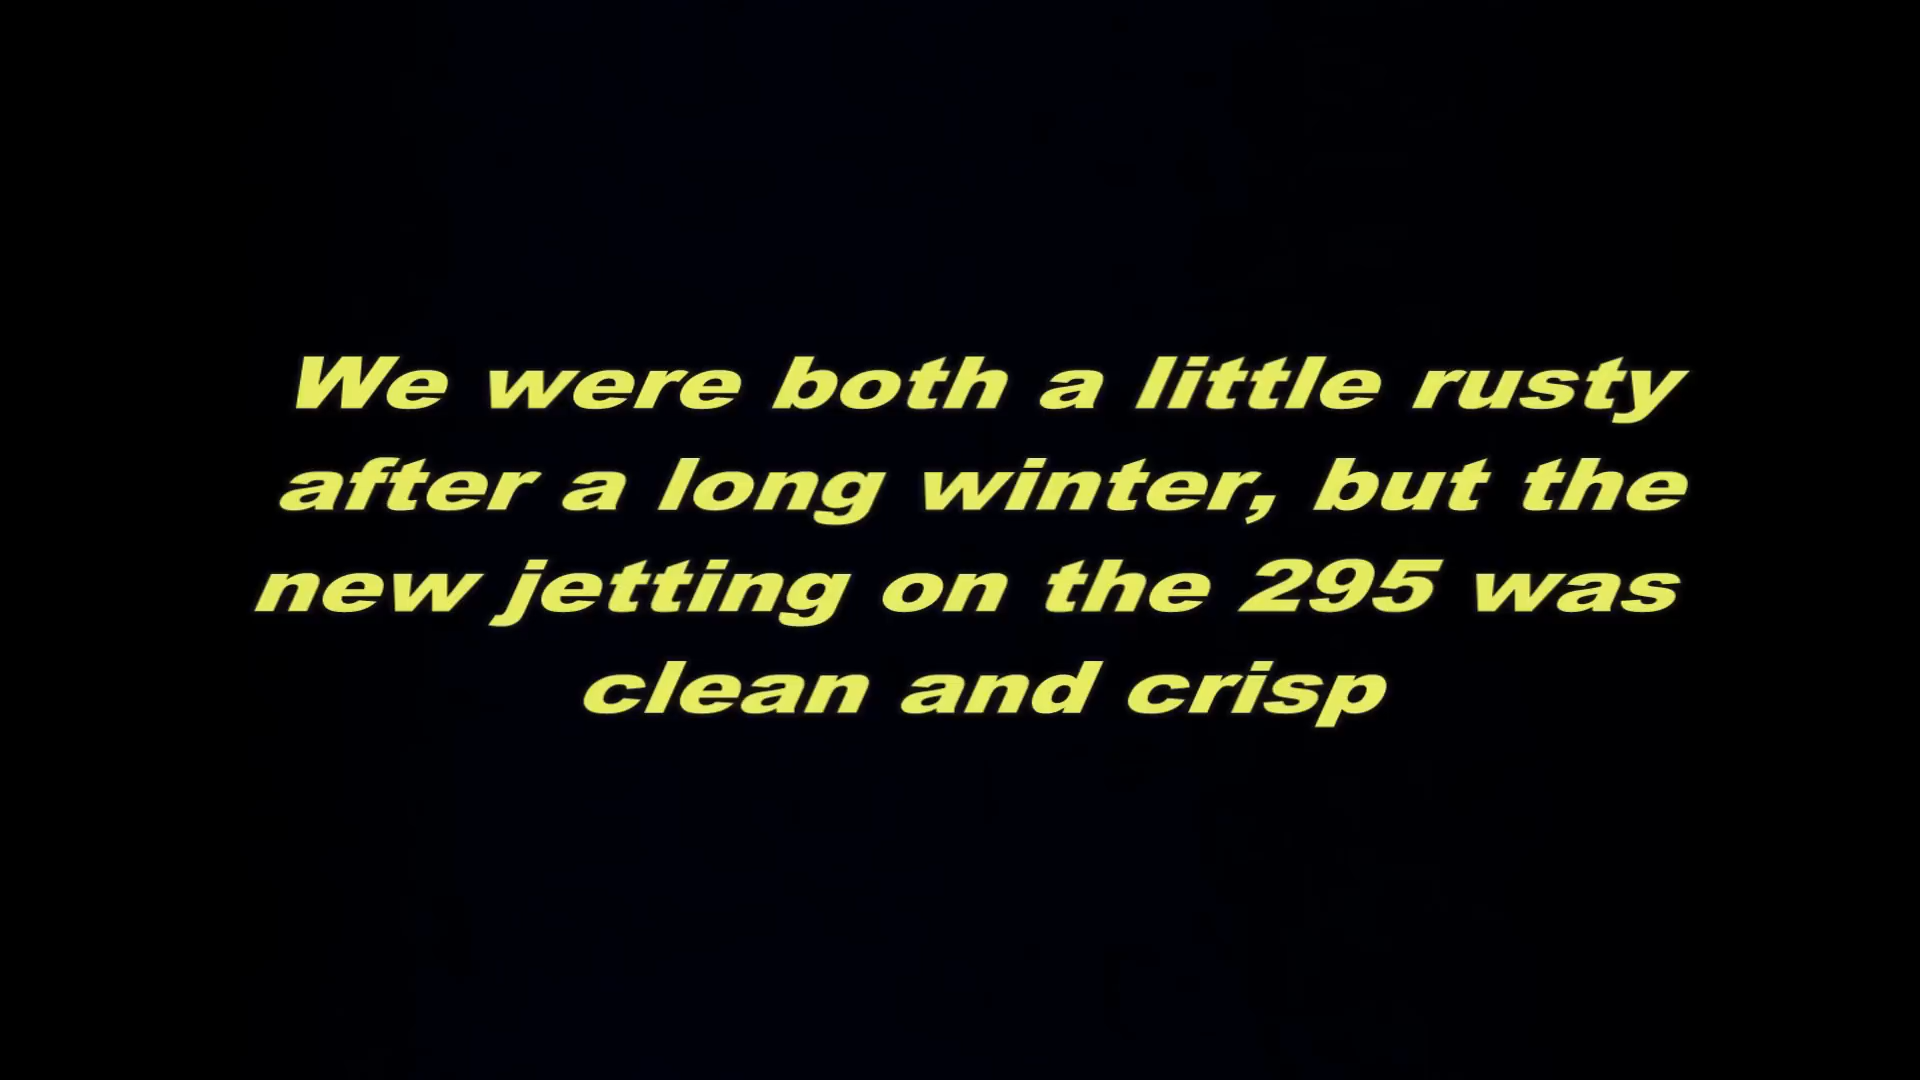 We were both a little rusty
after a long winter, but the
new jetting on the 295 was
clean and crisp